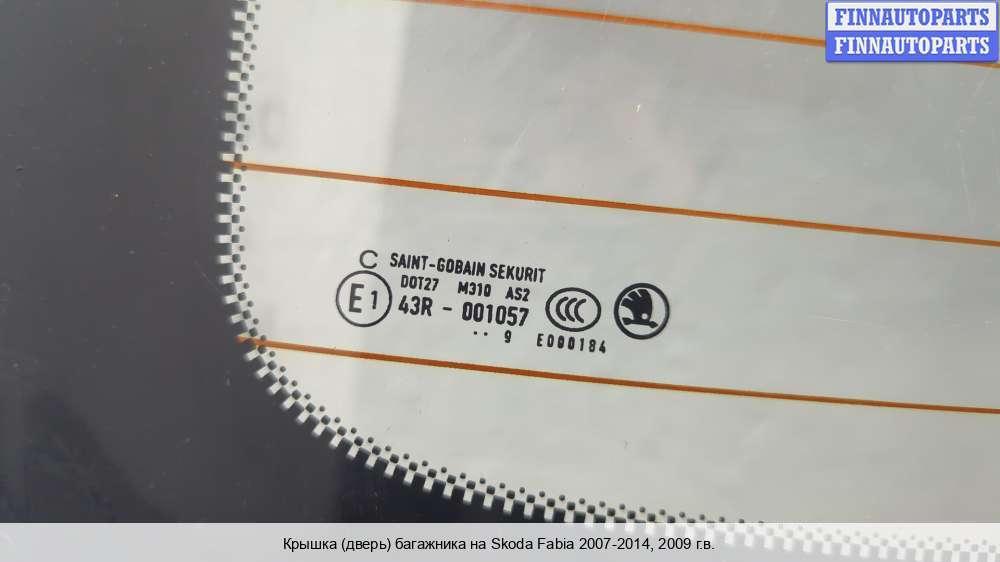 FINNAUTOPARTS
FINNAUTOPARTS
C SAINT-GOBAIN SEKURIT
DOT27 M310 AS2
E1 43R - 001057
CCC
.. 9 E000184
Крышка (дверь) багажника на Skoda Fabia 2007-2014, 2009 г.в.